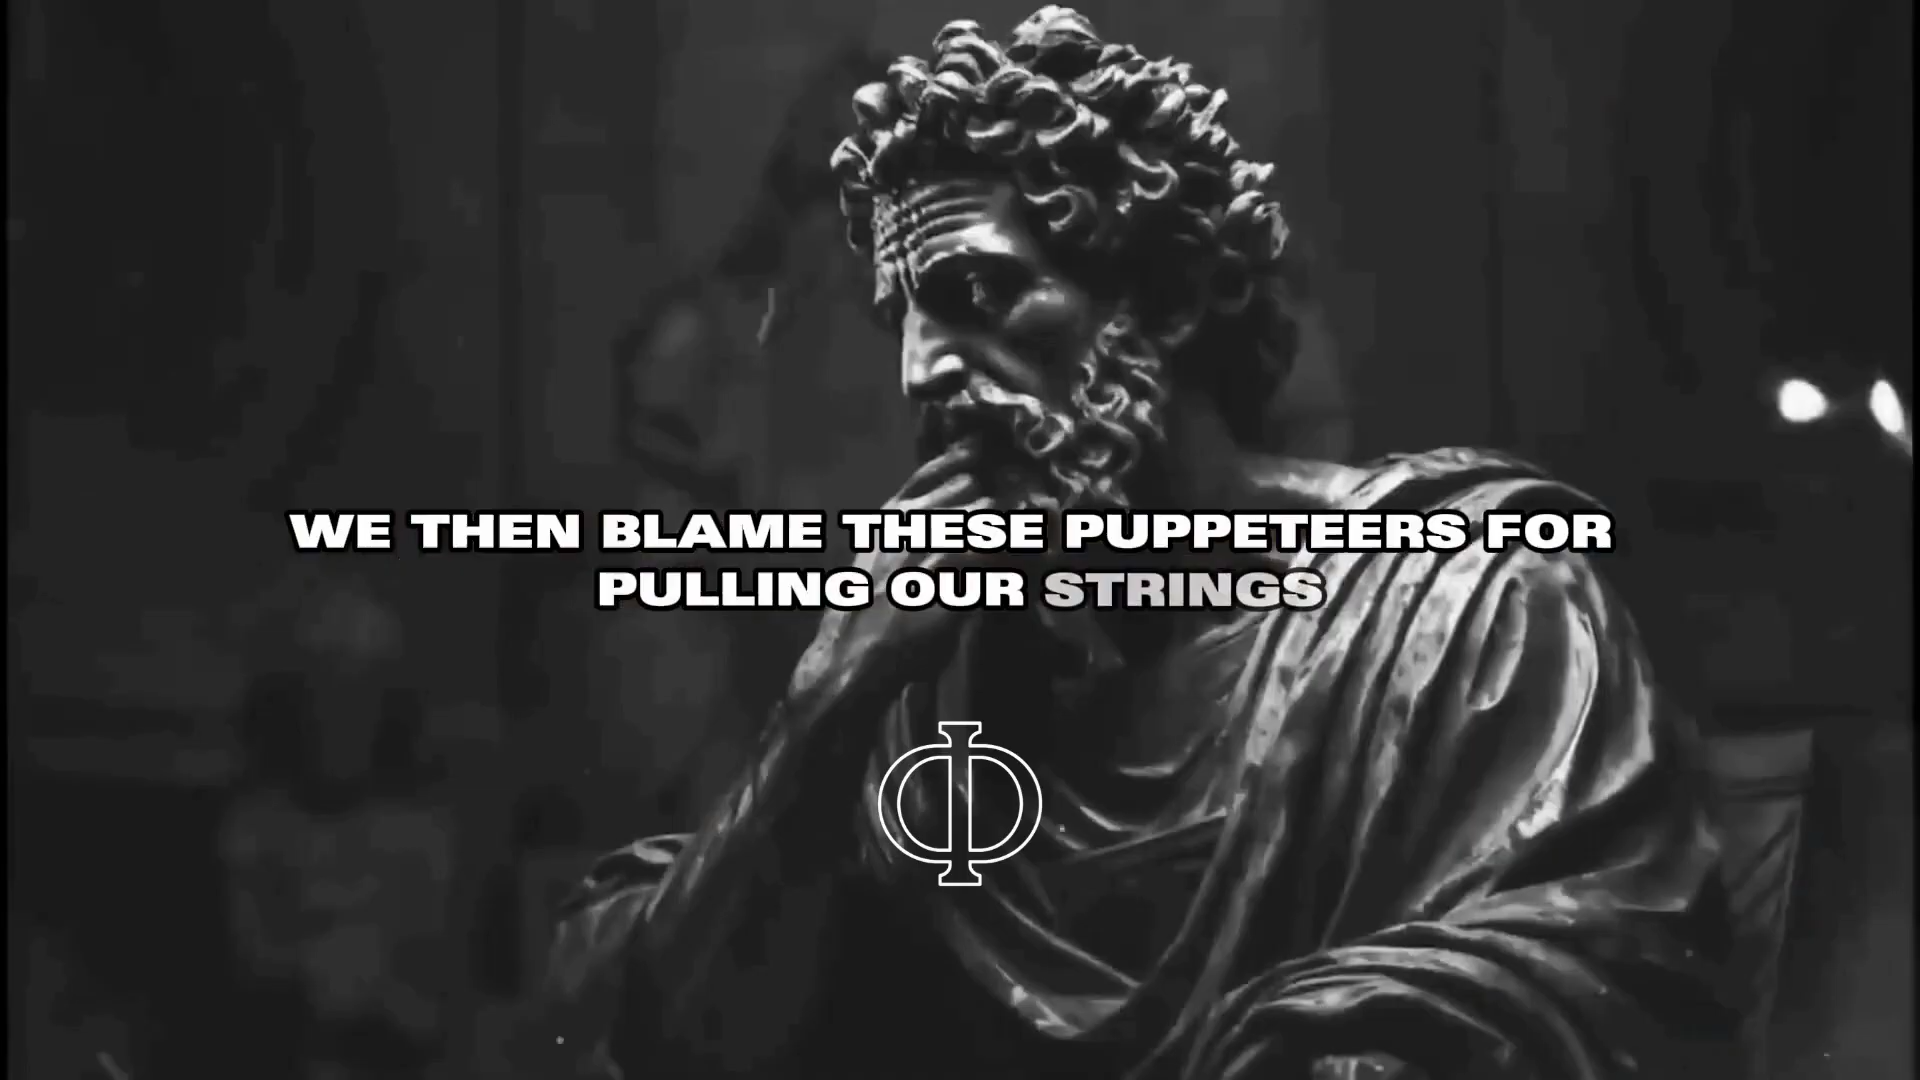 WE THEN BLAME THESE PUPPETEERS FOR
PULLING OUR STRINGS
Φ